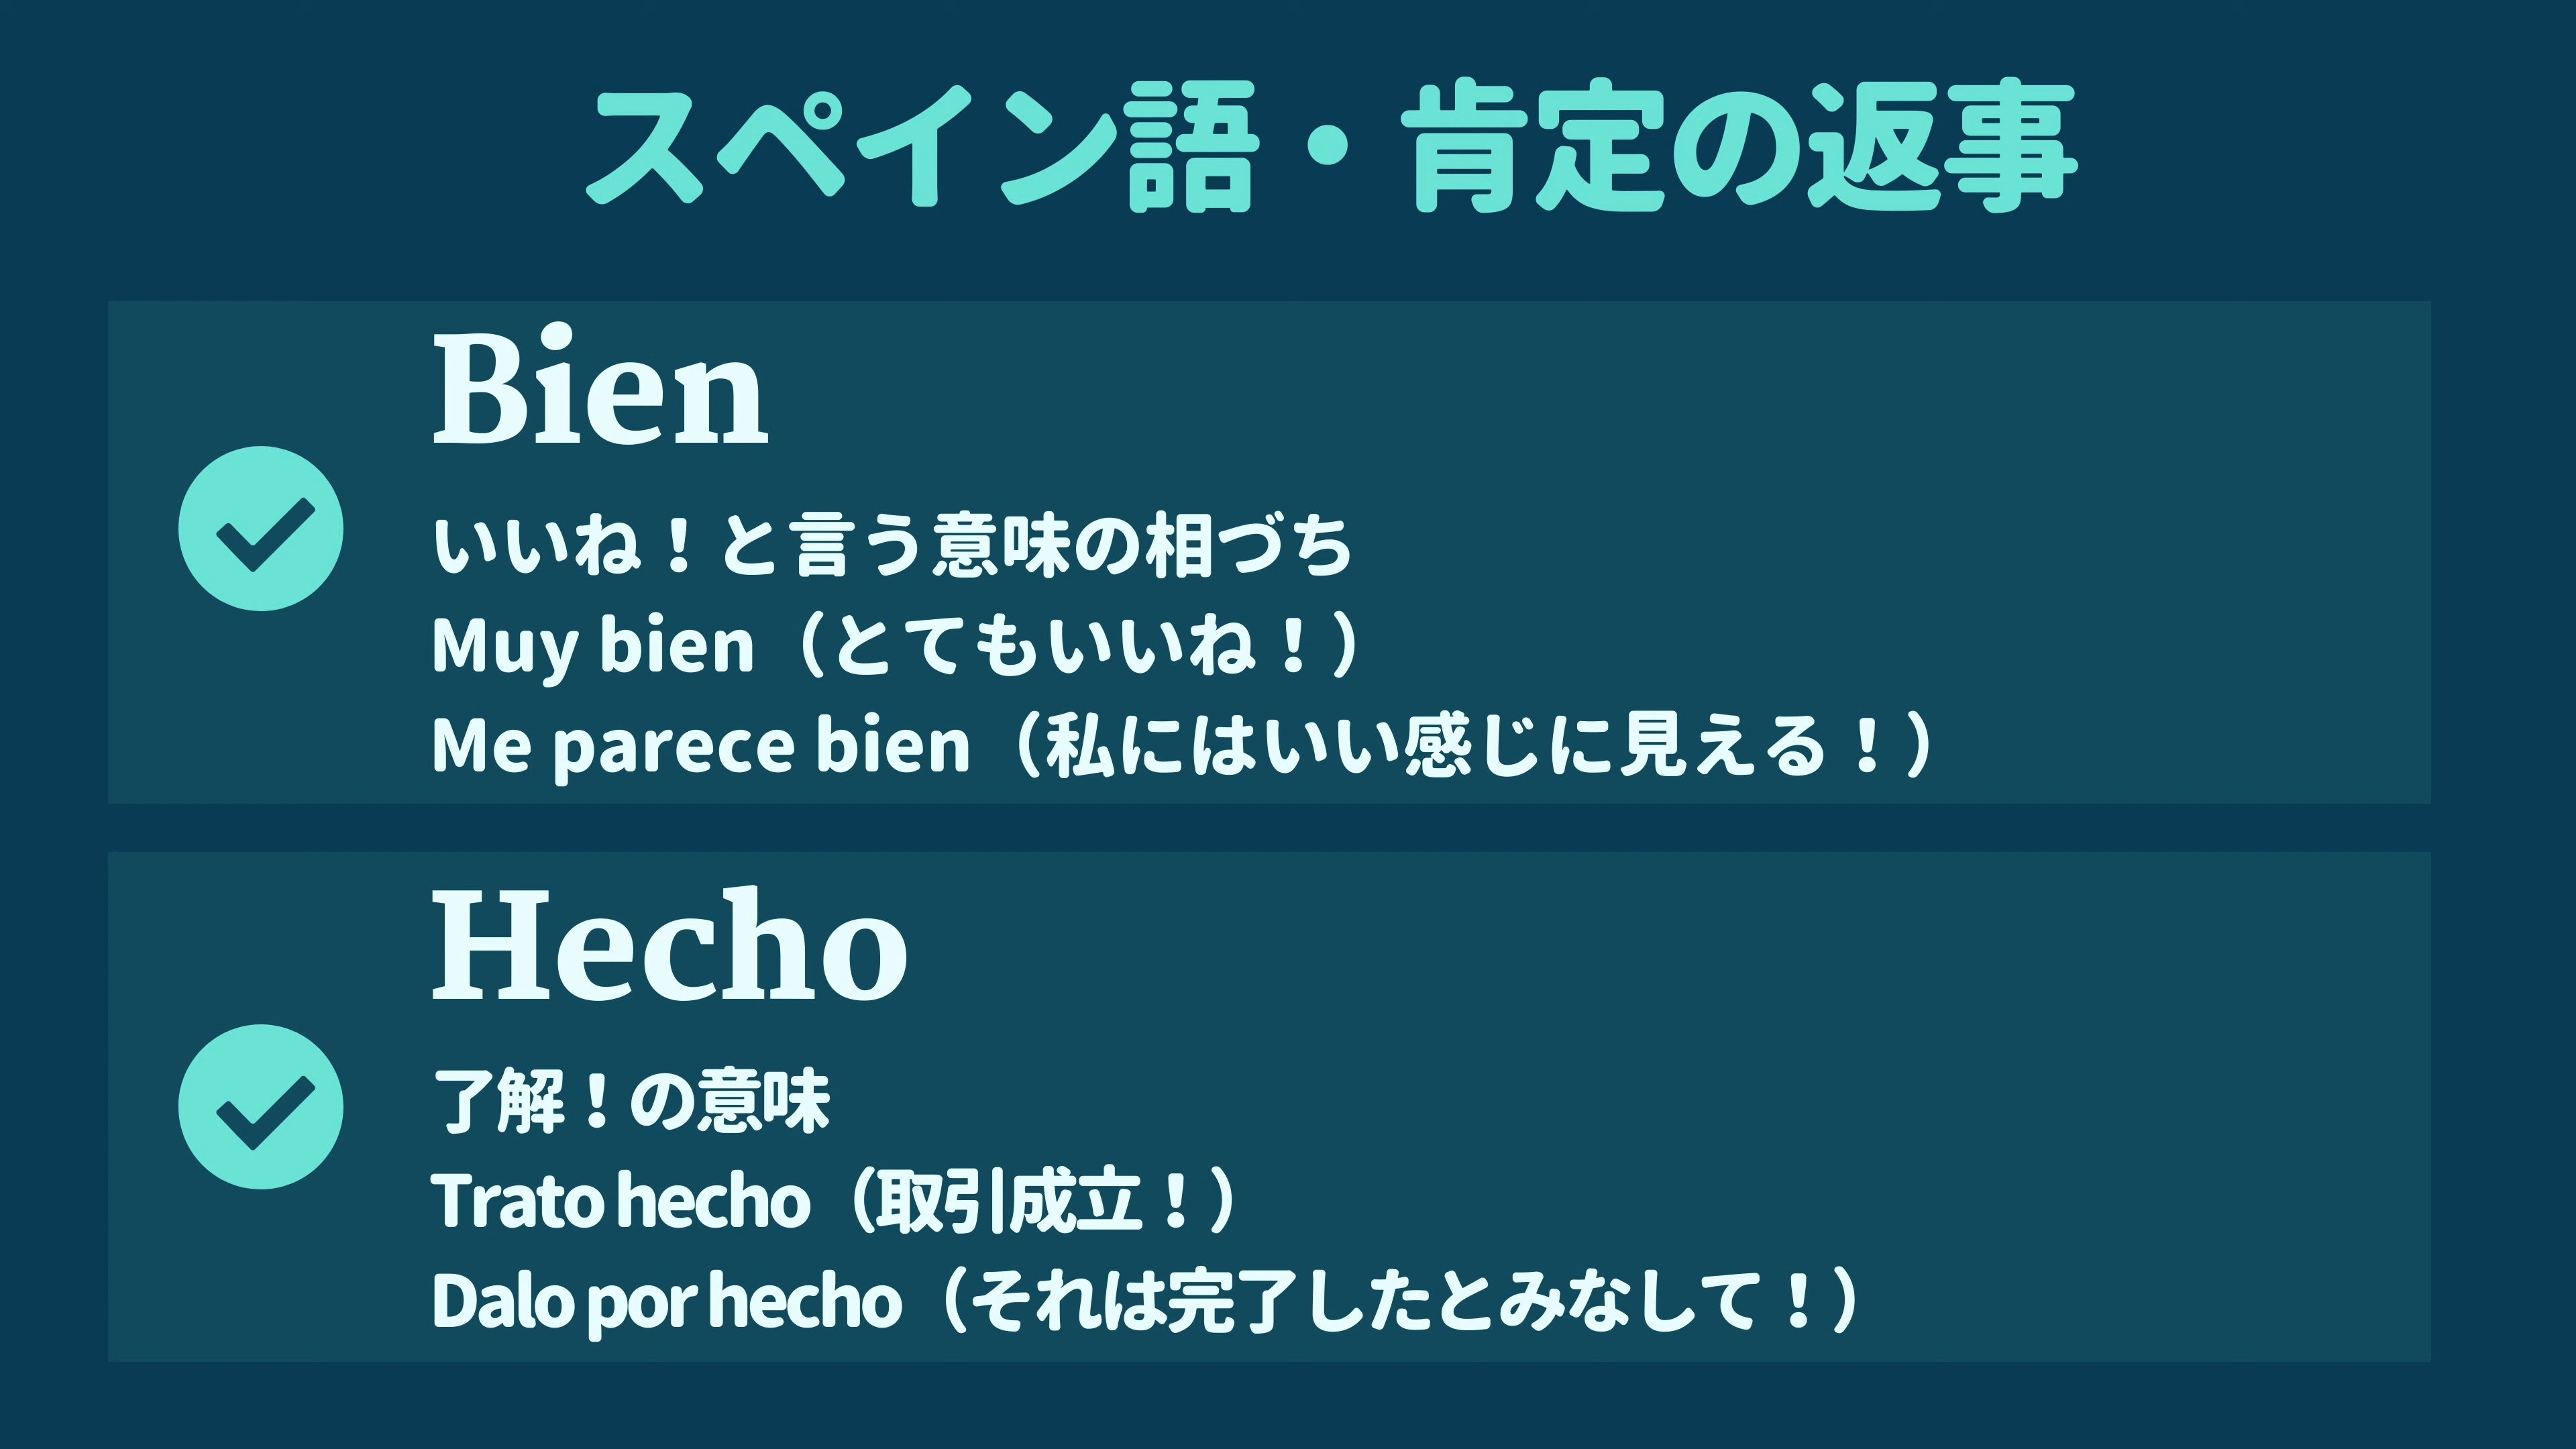 スペイン語・肯定の返事
Bien
いいね！と言う意味の相づち
Muy bien（とてもいいね！）
Me parece bien（私にはいい感じに見える！）
Hecho
了解！の意味
Trato hecho（取引成立！）
Dalo por hecho（それは完了したとみなして！）